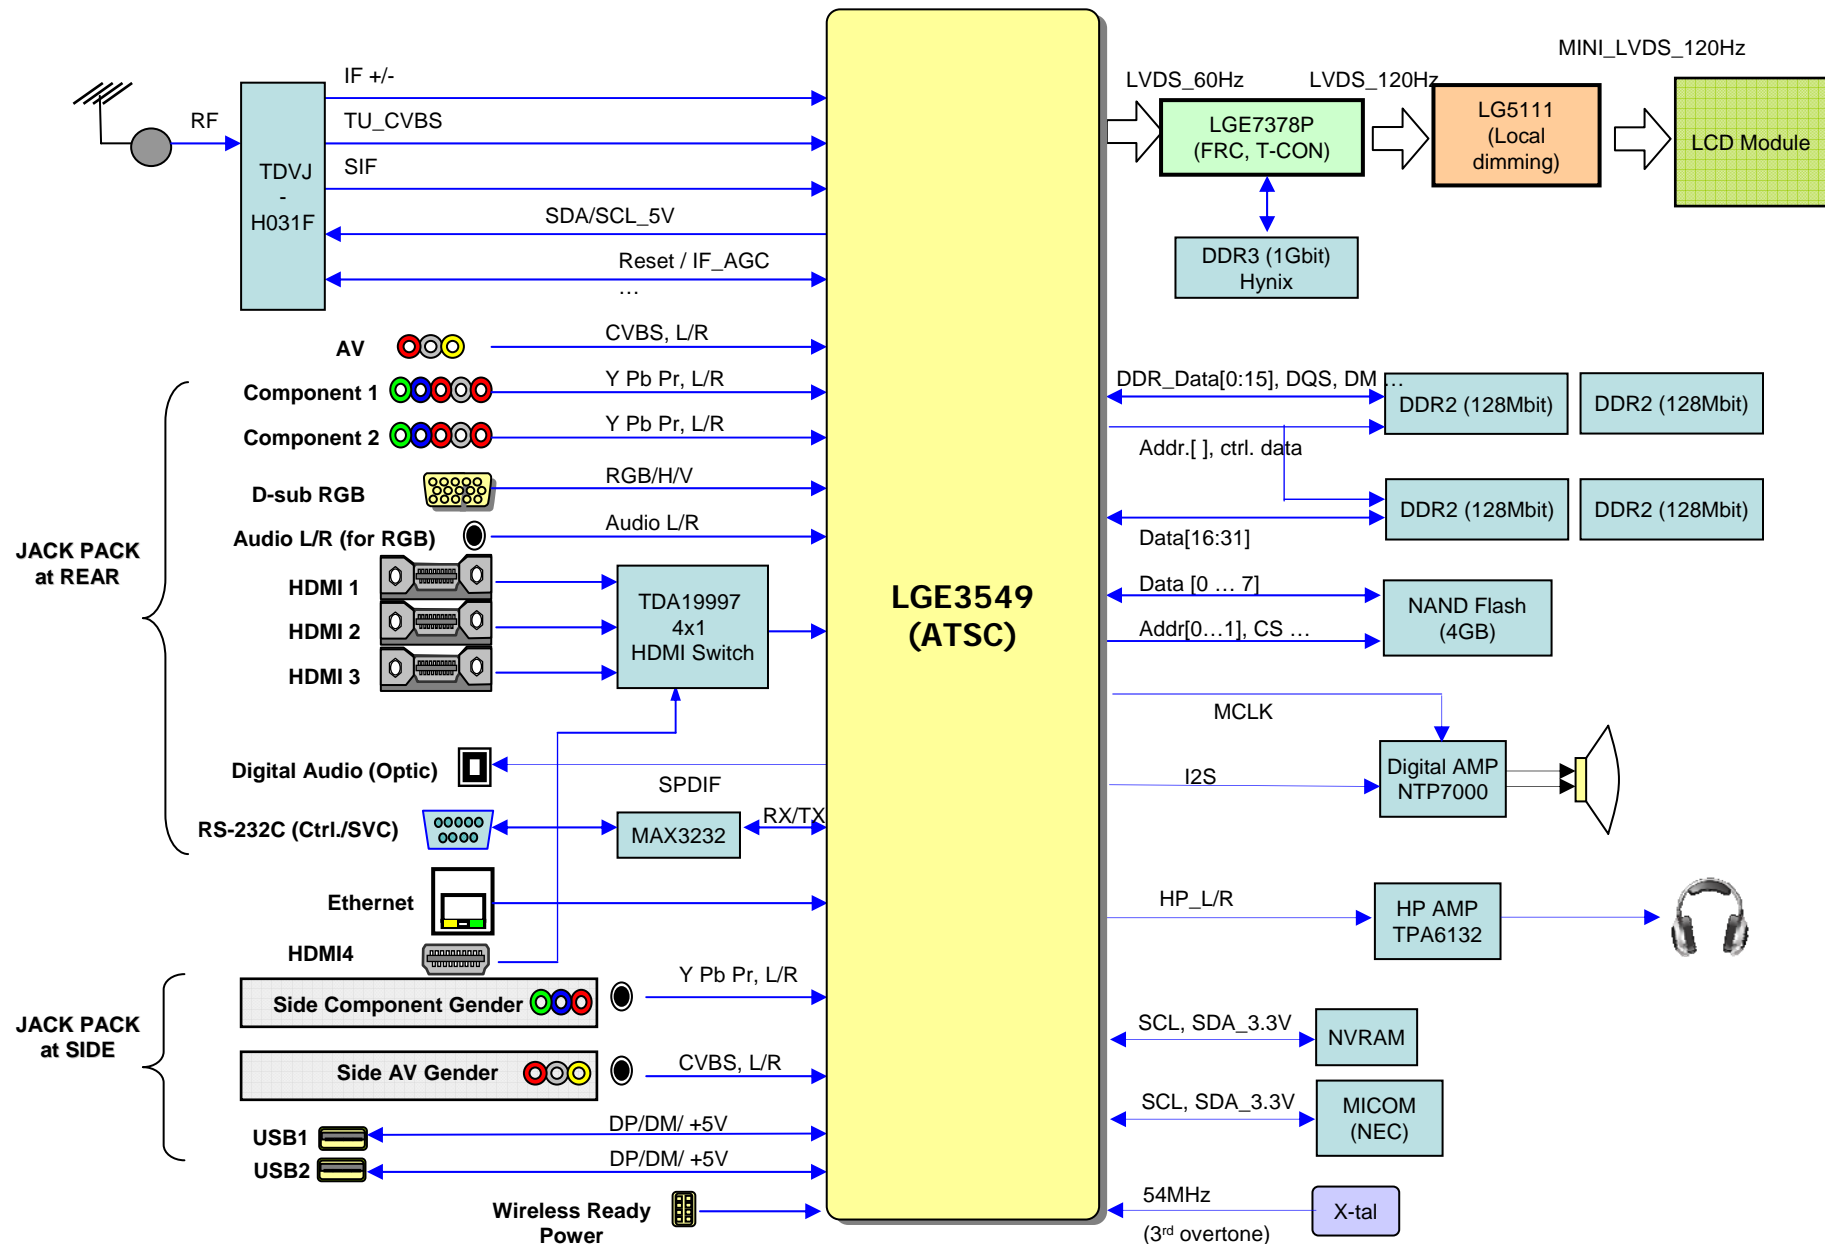 IF +/-
RF
TU_CVBS
SIF
TDVJ
-
H031F
SDA/SCL_5V
Reset / IF_AGC
…
AV
CVBS, L/R
Component 1
Y Pb Pr, L/R
Component 2
Y Pb Pr, L/R
D-sub RGB
RGB/H/V
Audio L/R (for RGB)
Audio L/R
JACK PACK
at REAR
HDMI 1
HDMI 2
HDMI 3
TDA19997
4x1
HDMI Switch
Digital Audio (Optic)
SPDIF
RS-232C (Ctrl./SVC)
MAX3232
RX/TX
Ethernet
HDMI4
JACK PACK
at SIDE
Side Component Gender
Y Pb Pr, L/R
Side AV Gender
CVBS, L/R
USB1
DP/DM/ +5V
USB2
DP/DM/ +5V
Wireless Ready
Power
LGE3549
(ATSC)
LVDS_60Hz
LGE7378P
(FRC, T-CON)
LVDS_120Hz
LG5111
(Local
dimming)
MINI_LVDS_120Hz
LCD Module
DDR3 (1Gbit)
Hynix
DDR_Data[0:15], DQS, DM …
DDR2 (128Mbit)
DDR2 (128Mbit)
Addr.[ ], ctrl. data
DDR2 (128Mbit)
DDR2 (128Mbit)
Data[16:31]
Data [0 … 7]
NAND Flash
(4GB)
Addr[0…1], CS …
MCLK
I2S
Digital AMP
NTP7000
HP_L/R
HP AMP
TPA6132
SCL, SDA_3.3V
NVRAM
SCL, SDA_3.3V
MICOM
(NEC)
54MHz
(3rd overtone)
X-tal